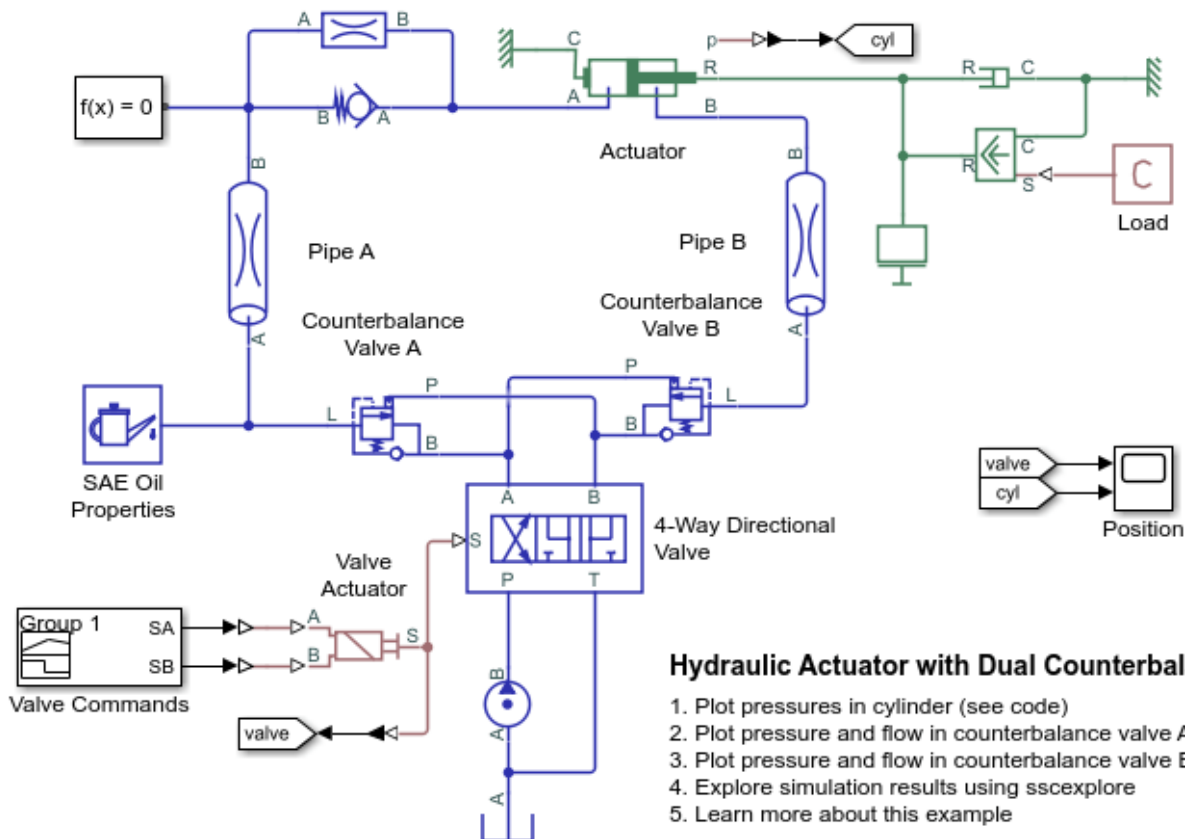 A
B
C
p
cyl
R
R
C
f(x) = 0
B
A
A
B
C
R
S
C
Load
Actuator
B
B
Pipe A
Pipe B
Counterbalance
Valve A
Counterbalance
Valve B
A
A
P
P
L
B
B
L
SAE Oil
Properties
A
B
S
P
T
4-Way Directional
Valve
valve
cyl
Position
Valve
Actuator
Group 1
SA
SB
A
B
S
Valve Commands
valve
B
A
A
Hydraulic Actuator with Dual Counterbal
1. Plot pressures in cylinder (see code)
2. Plot pressure and flow in counterbalance valve A
3. Plot pressure and flow in counterbalance valve B
4. Explore simulation results using sscexplore
5. Learn more about this example